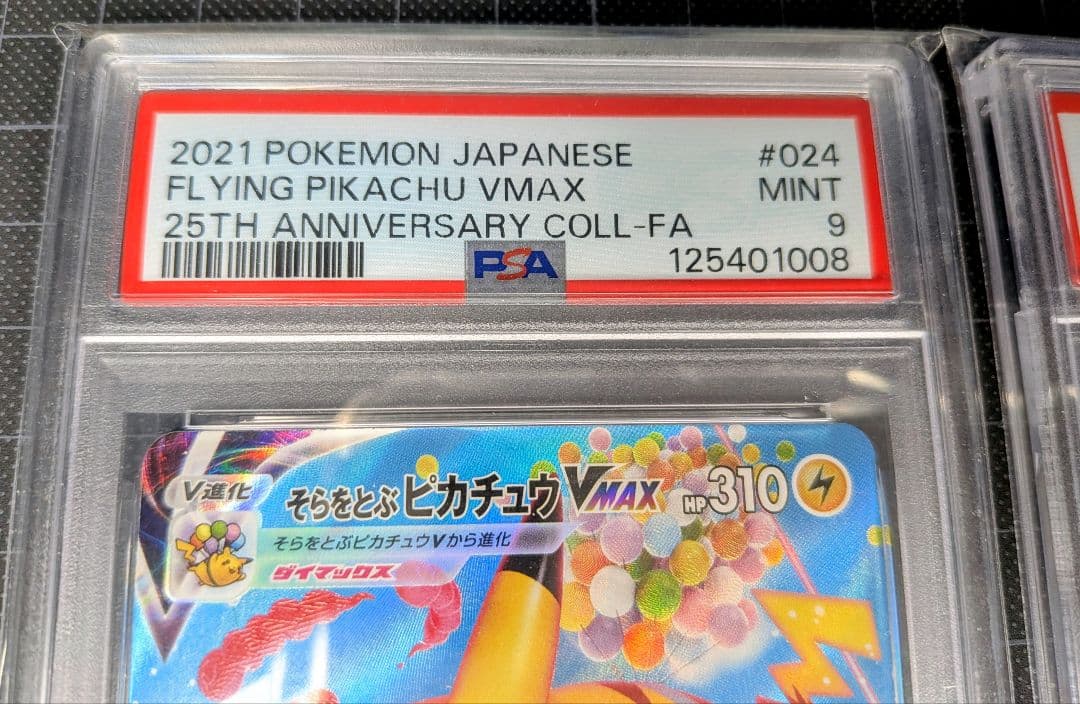 2021 POKEMON JAPANESE #024
FLYING PIKACHU VMAX MINT
25TH ANNIVERSARY COLL-FA 9
PSA 125401008
V進化 そらをとぶピカチュウVMAX HP310
そらをとぶピカチュウVから進化
ダイマックス